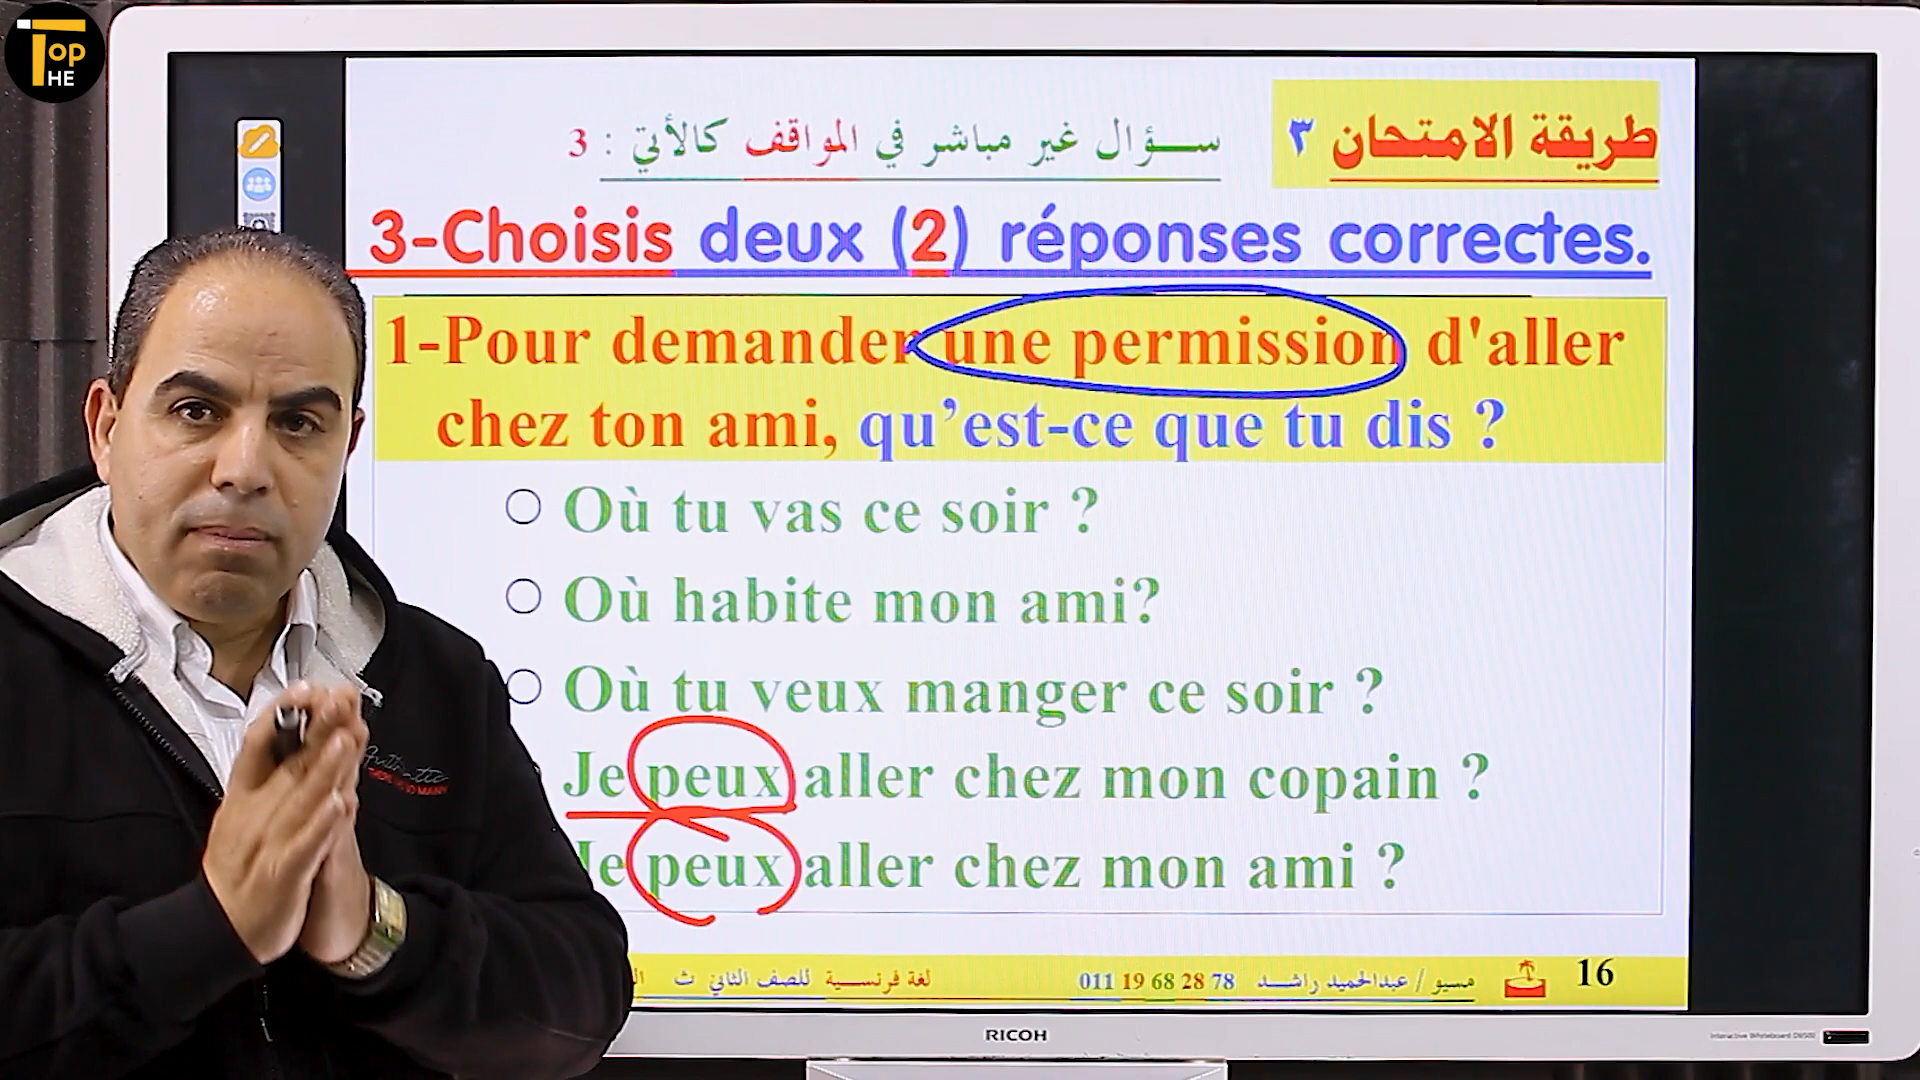 TOP
THE
طريقة الامتحان ٣
سؤال غير مباشر في المواقف كالأتي : 3
3-Choisis deux (2) réponses correctes.
1-Pour demander une permission d'aller
chez ton ami, qu’est-ce que tu dis ?
Où tu vas ce soir ?
Où habite mon ami?
Où tu veux manger ce soir ?
Je peux aller chez mon copain ?
Je peux aller chez mon ami ?
16
مسيو / عبدالحميد راشد 78 28 68 19 011
لغة فرنسية للصف الثاني ث
RICOH